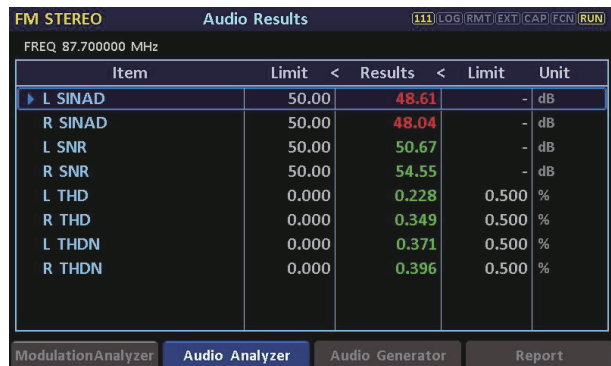 FM STEREO Audio Results 111 LOG RMT EXT CAP FCN RUN
FREQ 87.700000 MHz
Item Limit < Results < Limit Unit
L SINAD 50.00 48.61 - dB
R SINAD 50.00 48.04 - dB
L SNR 50.00 50.67 - dB
R SNR 50.00 54.55 - dB
L THD 0.000 0.228 0.500 %
R THD 0.000 0.349 0.500 %
L THDN 0.000 0.371 0.500 %
R THDN 0.000 0.396 0.500 %
ModulationAnalyzer Audio Analyzer Audio Generator Report